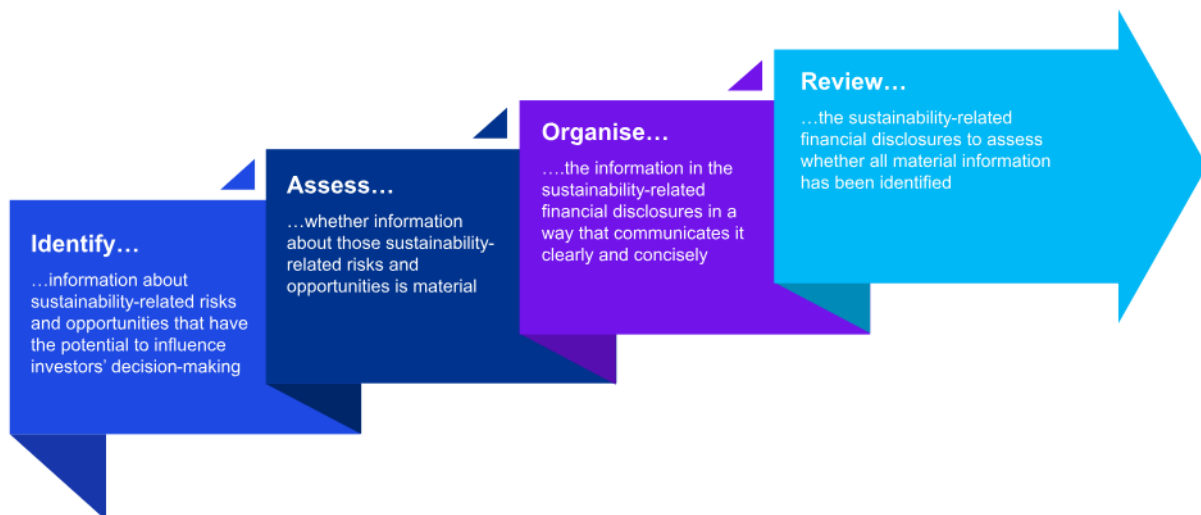 Identify…
…information about
sustainability-related risks
and opportunities that have
the potential to influence
investors’ decision-making
Assess…
…whether information
about those sustainability-
related risks and
opportunities is material
Organise…
….the information in the
sustainability-related
financial disclosures in a
way that communicates it
clearly and concisely
Review…
…the sustainability-related
financial disclosures to assess
whether all material information
has been identified